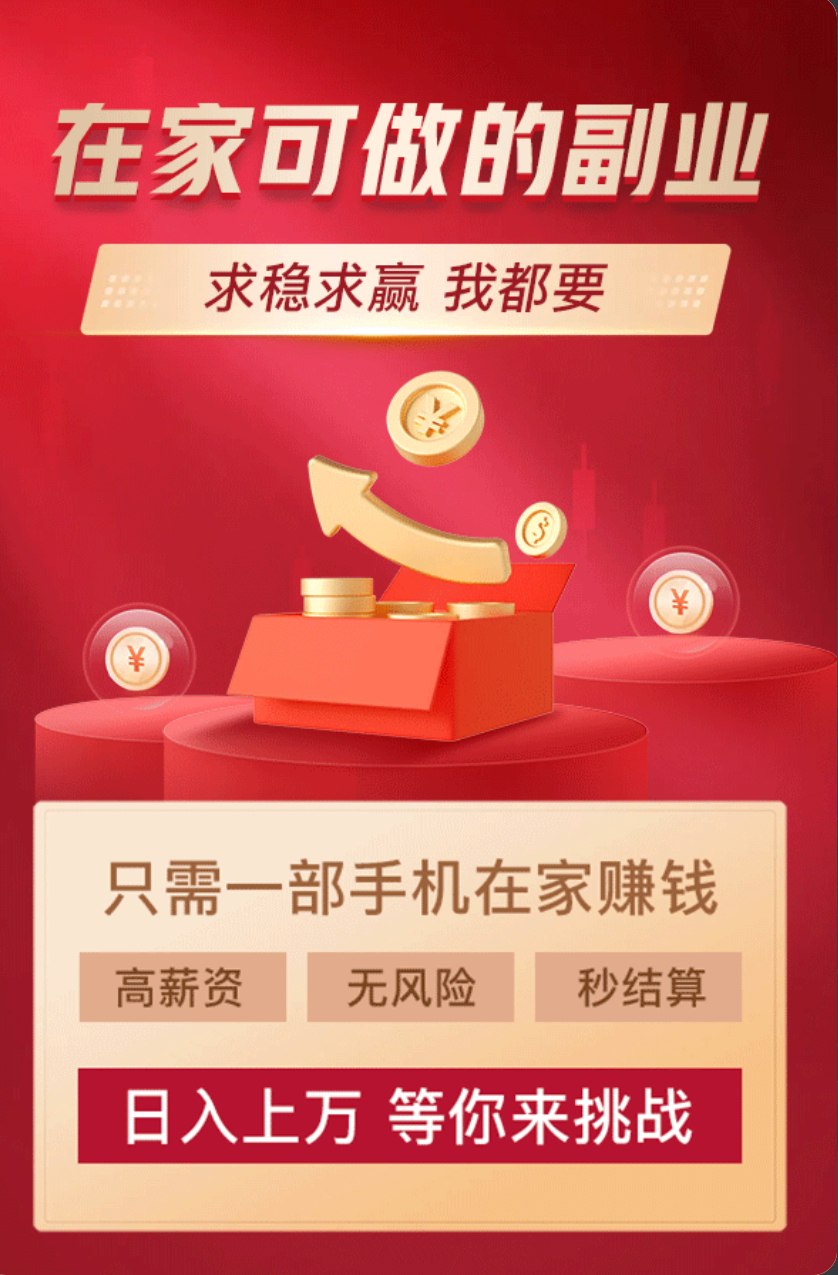 在家可做的副业
求稳求赢 我都要
¥
$
¥
¥
只需一部手机在家赚钱
高薪资 无风险 秒结算
日入上万 等你来挑战